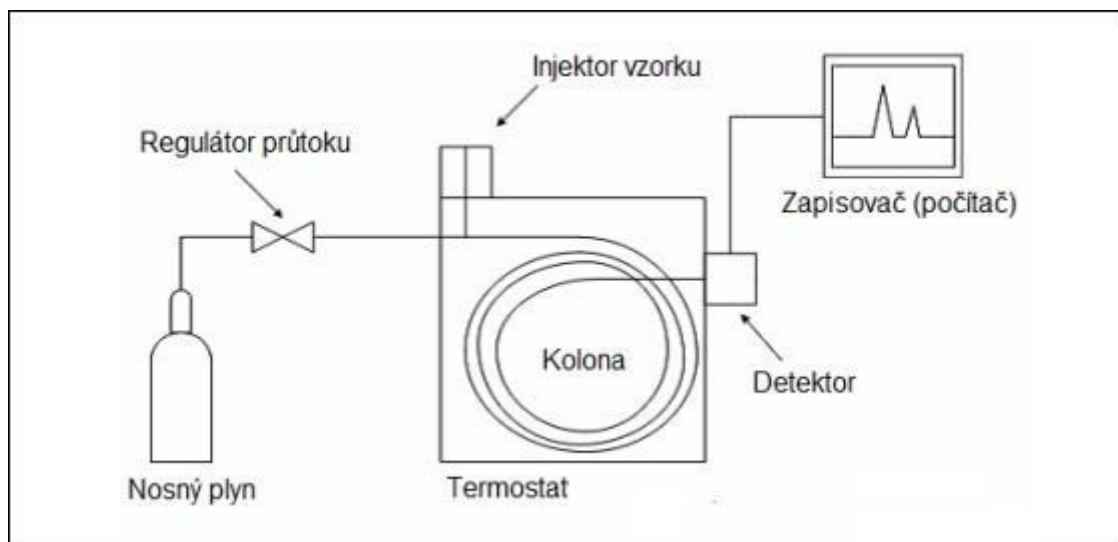 Injektor vzorku
Regulátor průtoku
Zapisovač (počítač)
Kolona
Detektor
Nosný plyn
Termostat